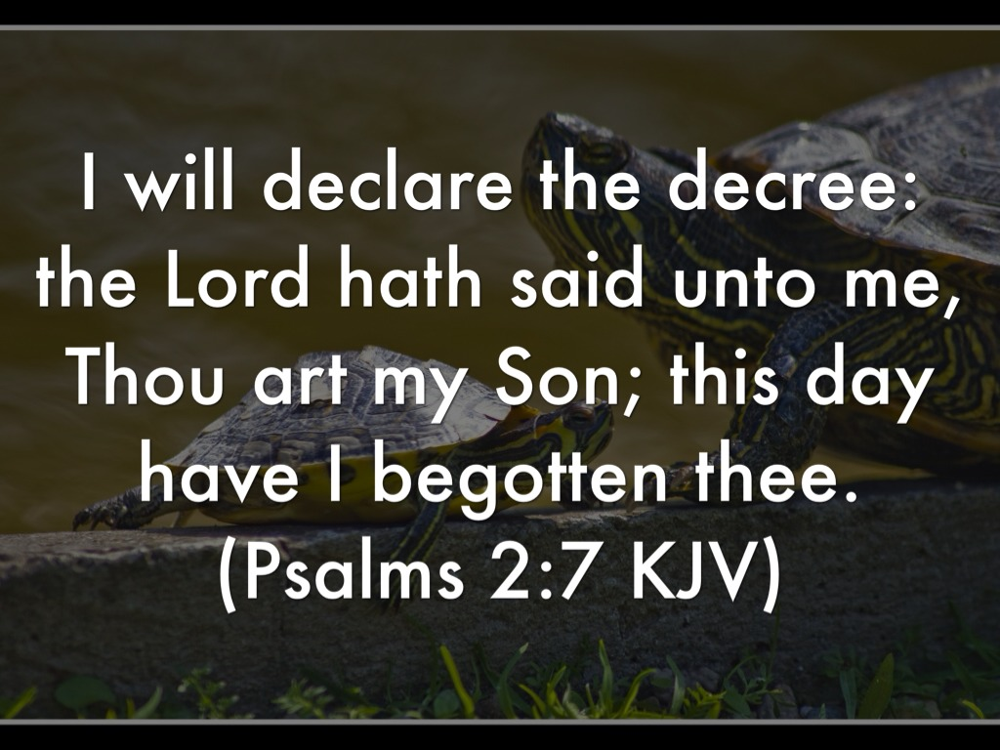 I will declare the decree:
the Lord hath said unto me,
Thou art my Son; this day
have I begotten thee.
(Psalms 2:7 KJV)